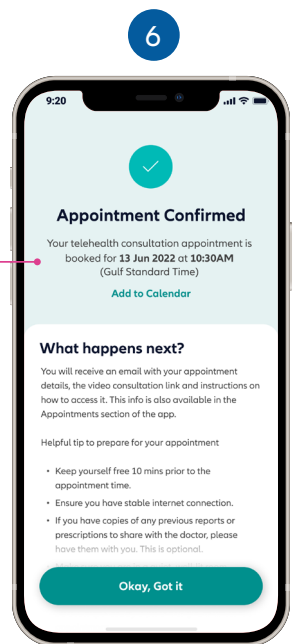 6
9:20
Appointment Confirmed
Your telehealth consultation appointment is
booked for 13 Jun 2022 at 10:30AM
(Gulf Standard Time)
Add to Calendar
What happens next?
You will receive an email with your appointment
details, the video consultation link and instructions on
how to access it. This info is also available in the
Appointments section of the app.
Helpful tip to prepare for your appointment
• Keep yourself free 10 mins prior to the
appointment time.
• Ensure you have stable internet connection.
• If you have copies of any previous reports or
prescriptions to share with the doctor, please
have them with you. This is optional.
Okay, Got it